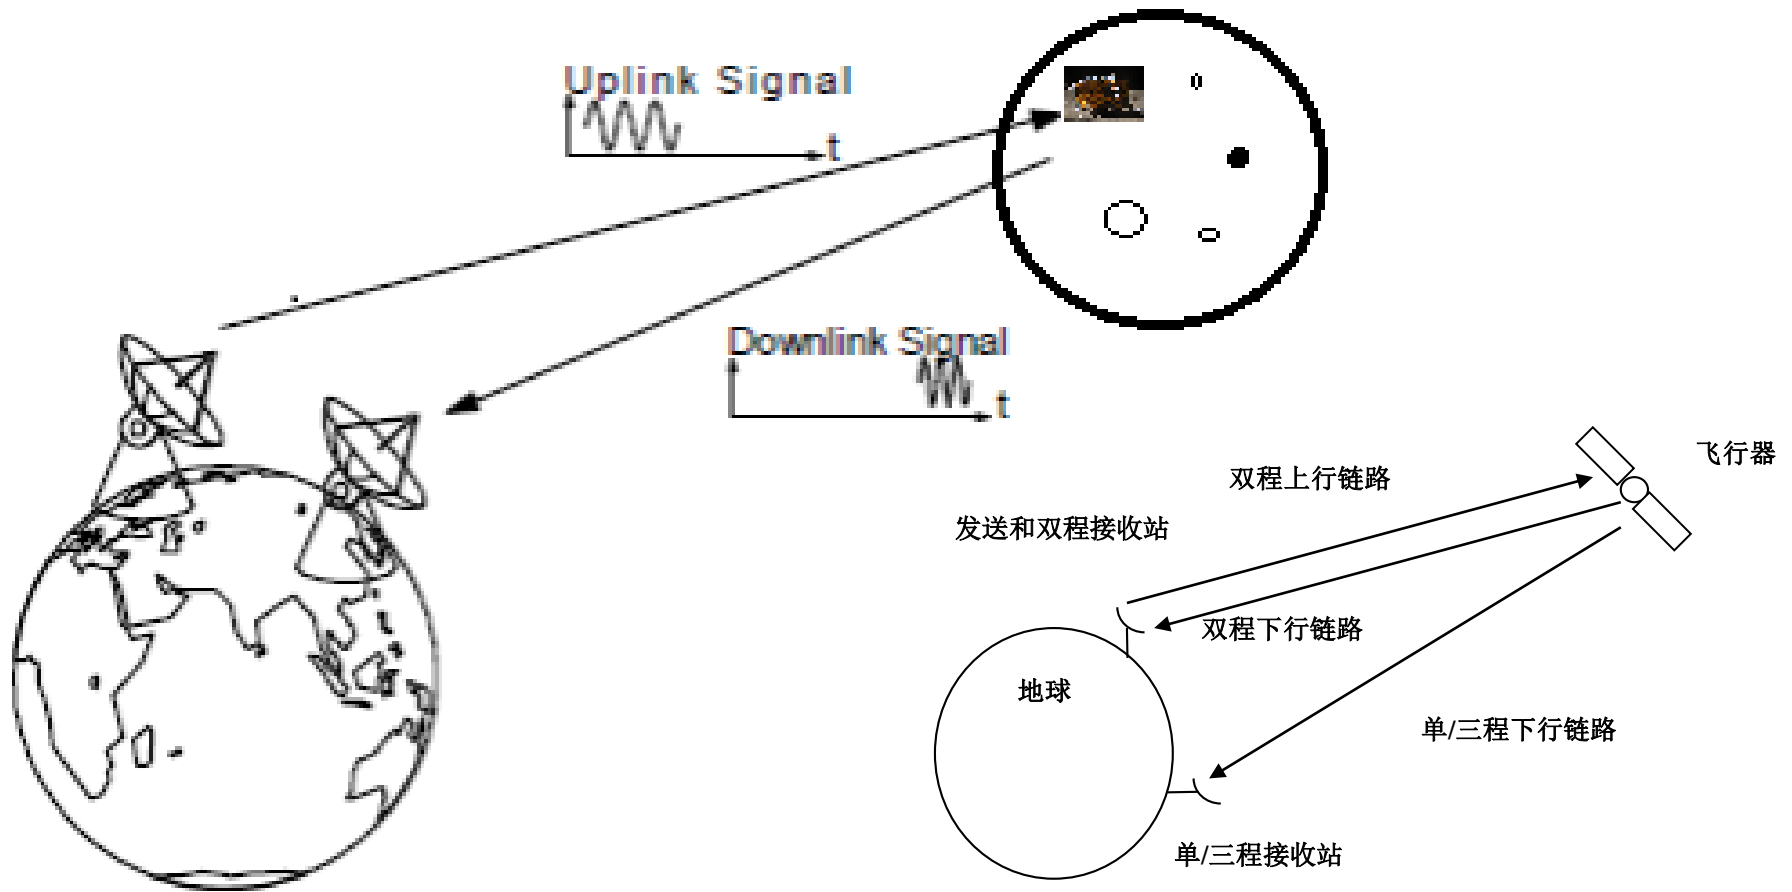 Uplink Signal
t
Downlink Signal
t
飞行器
双程上行链路
发送和双程接收站
双程下行链路
地球
单/三程下行链路
单/三程接收站